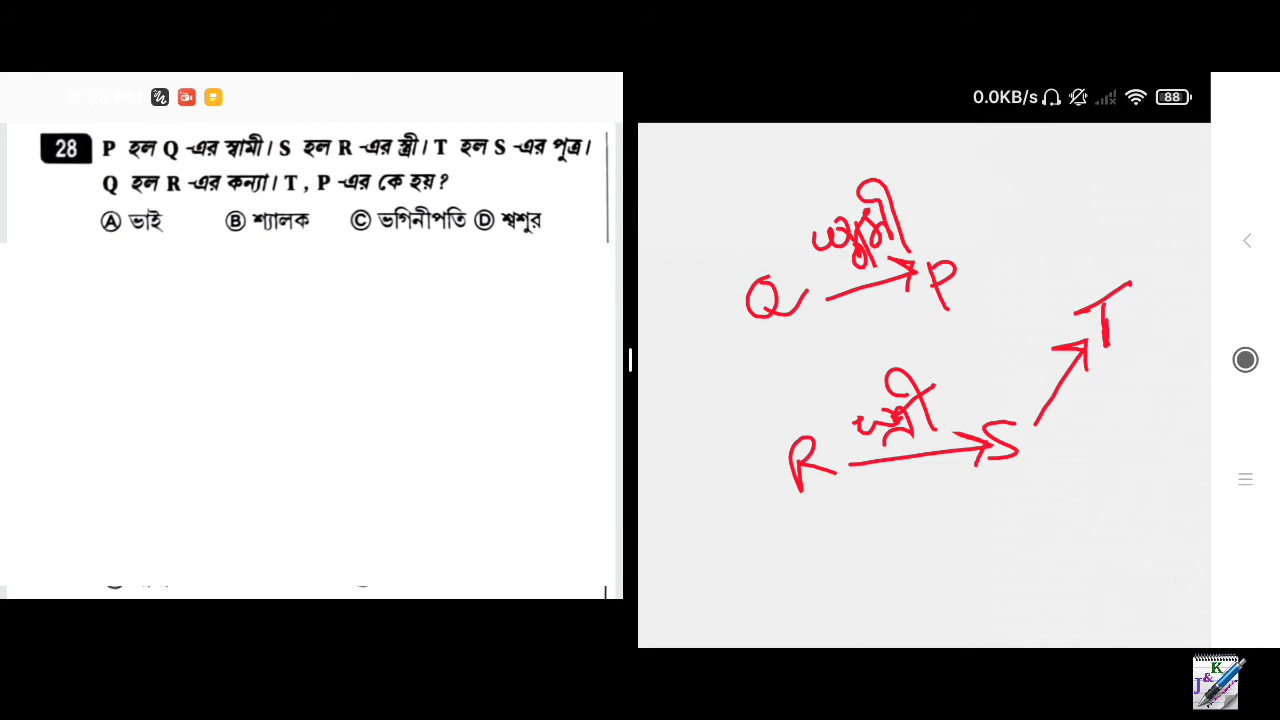 0.0KB/s 88
28 P হল Q -এর স্বামী। S হল R -এর স্ত্রী। T হল S -এর পুত্র।
Q হল R -এর কন্যা। T, P -এর কে হয়?
A ভাই B শ্যালক C ভগিনীপতি D শ্বশুর
স্বামী
Q P
T
স্ত্রী
R S
K
J&